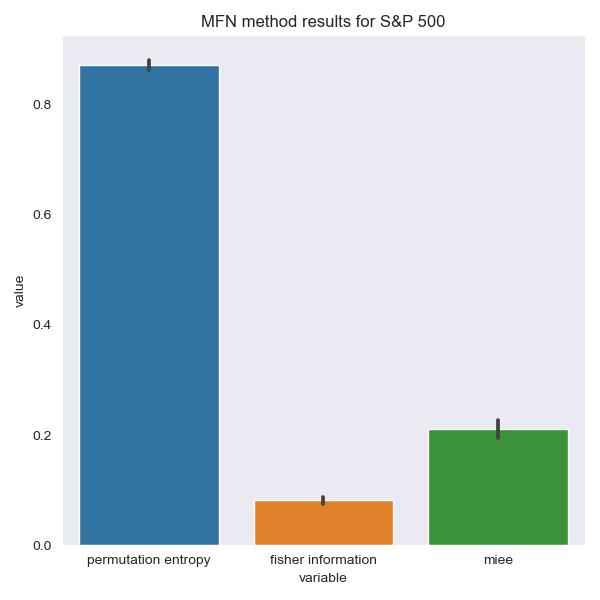 MFN method results for S&P 500
value
0.8
0.6
0.4
0.2
0.0
permutation entropy
fisher information
miee
variable